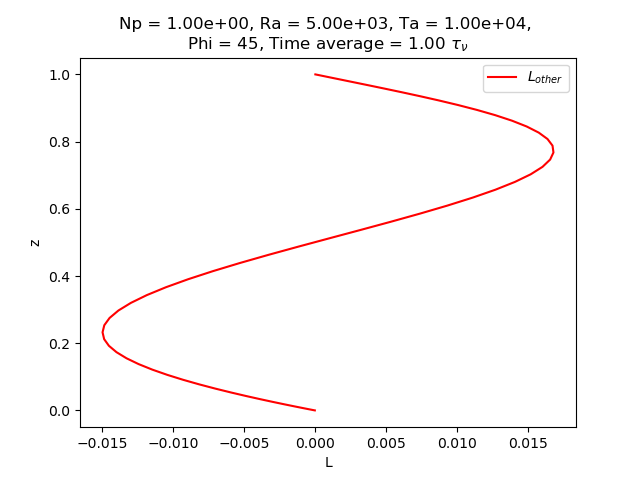 Np = 1.00e+00, Ra = 5.00e+03, Ta = 1.00e+04,
Phi = 45, Time average = 1.00 τ_ν
L_other
1.0
0.8
0.6
0.4
0.2
0.0
z
−0.015 −0.010 −0.005 0.000 0.005 0.010 0.015
L